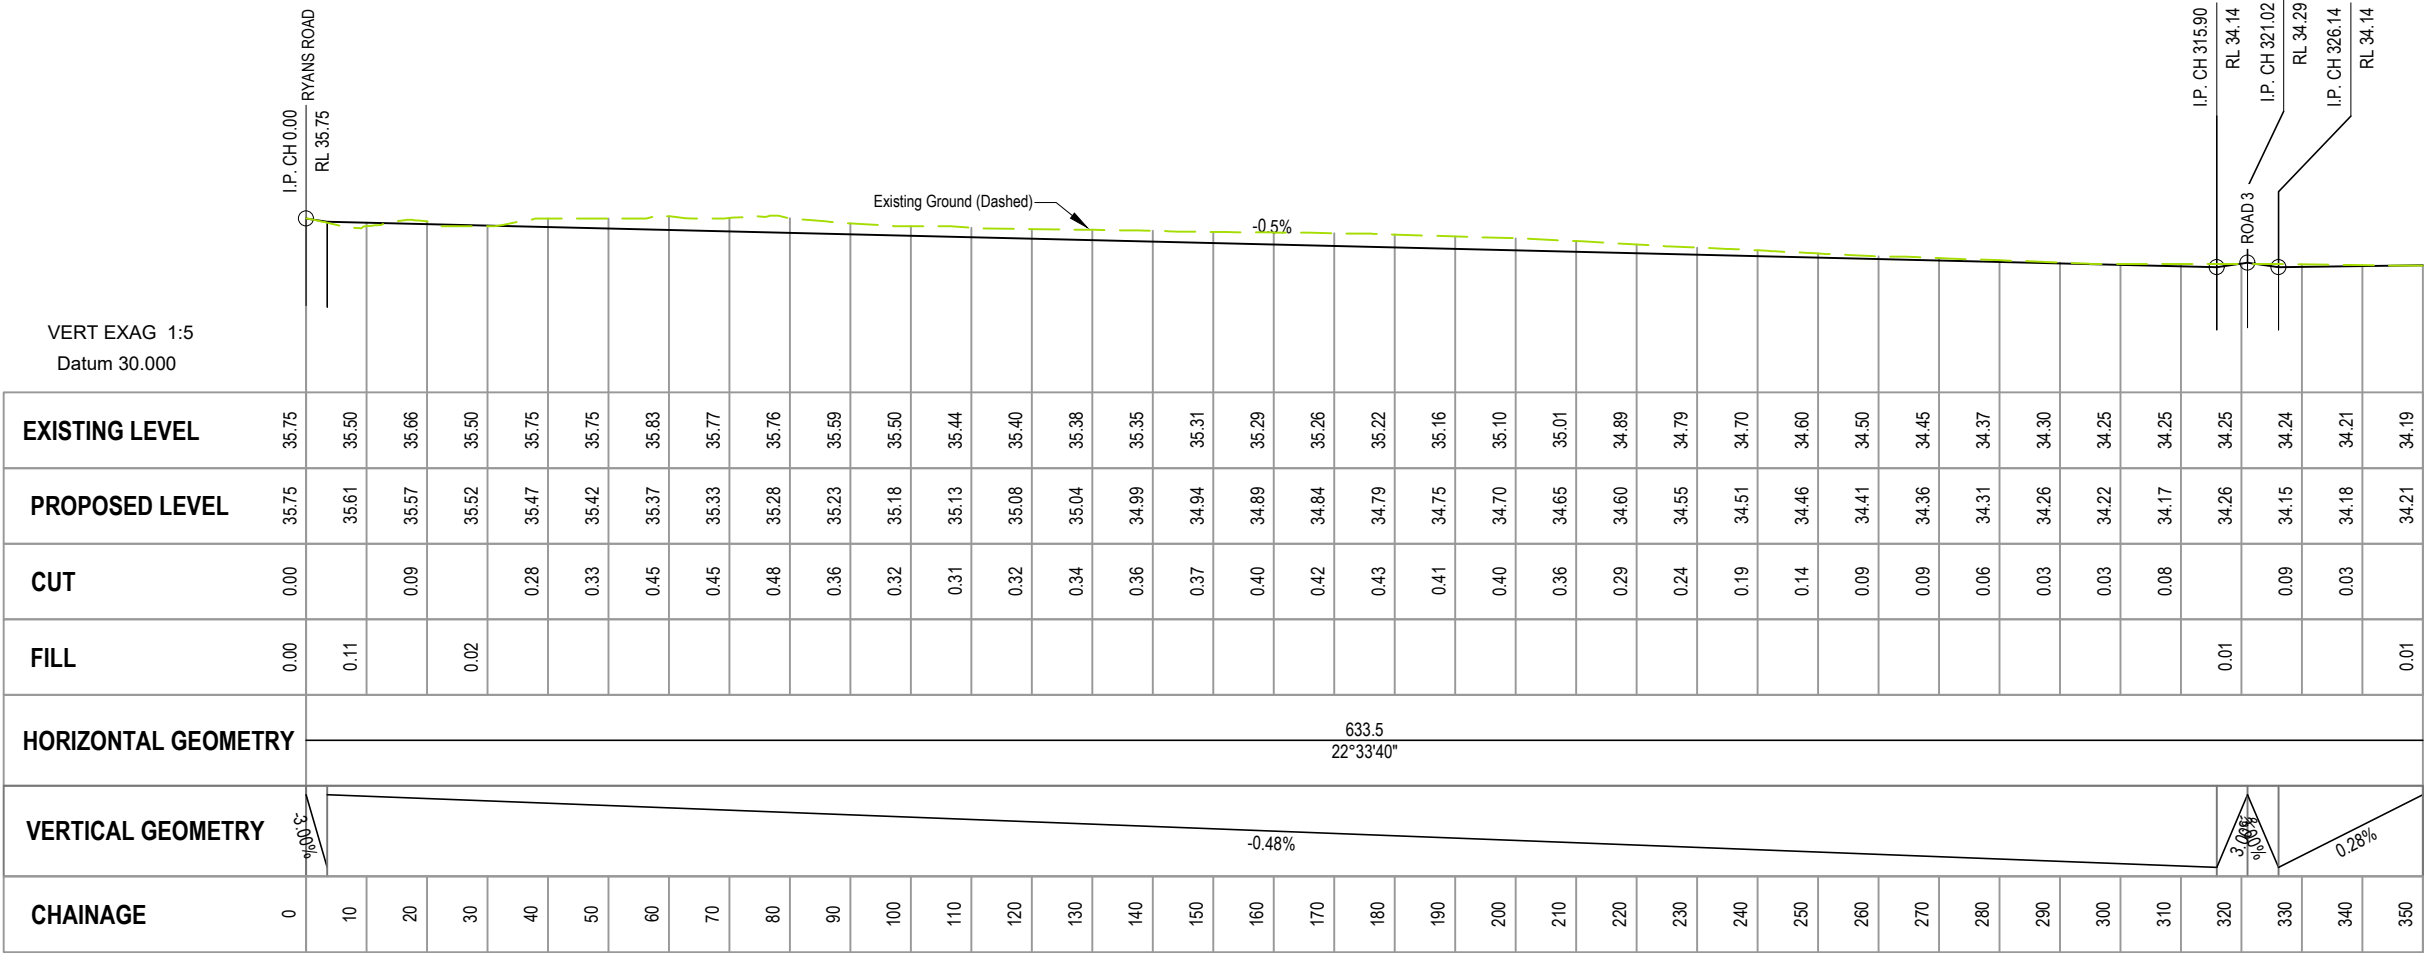 I.P. CH 0.00
RYANS ROAD
RL 35.75
I.P. CH 315.90
RL 34.14
I.P. CH 321.02
RL 34.29
I.P. CH 326.14
RL 34.14
ROAD 3
Existing Ground (Dashed)
-0.5%
VERT EXAG 1:5
Datum 30.000
EXISTING LEVEL 35.75 35.50 35.66 35.50 35.75 35.75 35.83 35.77 35.76 35.59 35.50 35.44 35.40 35.38 35.35 35.31 35.29 35.26 35.22 35.16 35.10 35.01 34.89 34.79 34.70 34.60 34.50 34.45 34.37 34.30 34.25 34.25 34.25 34.24 34.21 34.19
PROPOSED LEVEL 35.75 35.61 35.57 35.52 35.47 35.42 35.37 35.33 35.28 35.23 35.18 35.13 35.08 35.04 34.99 34.94 34.89 34.84 34.79 34.75 34.70 34.65 34.60 34.55 34.51 34.46 34.41 34.36 34.31 34.26 34.22 34.17 34.26 34.15 34.18 34.21
CUT 0.00 0.09 0.28 0.33 0.45 0.45 0.48 0.36 0.32 0.31 0.32 0.34 0.36 0.37 0.40 0.42 0.43 0.41 0.40 0.36 0.29 0.24 0.19 0.14 0.09 0.09 0.06 0.03 0.03 0.08 0.09 0.03
FILL 0.00 0.11 0.02 0.01 0.01
HORIZONTAL GEOMETRY 633.5
22°33'40"
VERTICAL GEOMETRY -3.00% -0.48% 0.28%
CHAINAGE 0 10 20 30 40 50 60 70 80 90 100 110 120 130 140 150 160 170 180 190 200 210 220 230 240 250 260 270 280 290 300 310 320 330 340 350